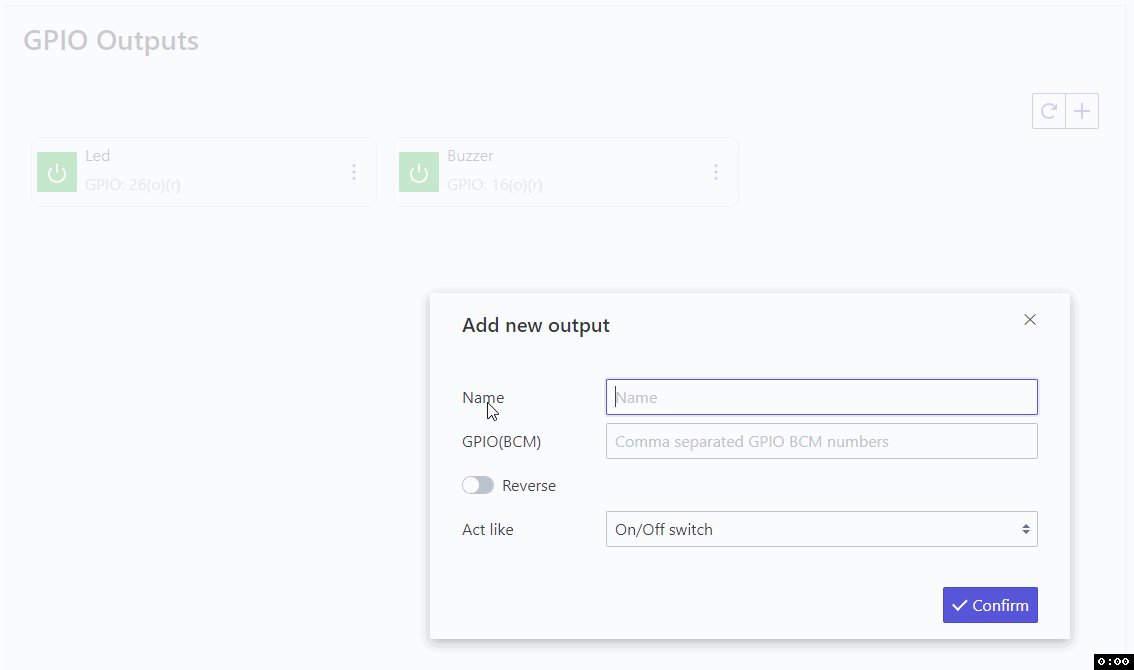 GPIO Outputs
Led
GPIO: 26(o)(r)
Buzzer
GPIO: 16(o)(r)
Add new output
Name
Name
GPIO(BCM)
Comma separated GPIO BCM numbers
Reverse
Act like
On/Off switch
Confirm
0:00